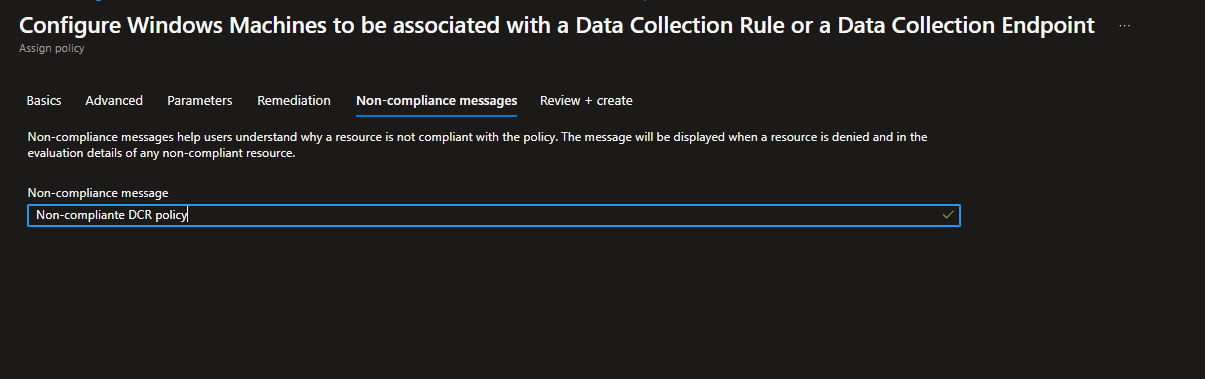 Configure Windows Machines to be associated with a Data Collection Rule or a Data Collection Endpoint ...
Assign policy
Basics Advanced Parameters Remediation Non-compliance messages Review + create
Non-compliance messages help users understand why a resource is not compliant with the policy. The message will be displayed when a resource is denied and in the
evaluation details of any non-compliant resource.
Non-compliance message
Non-compliante DCR policy